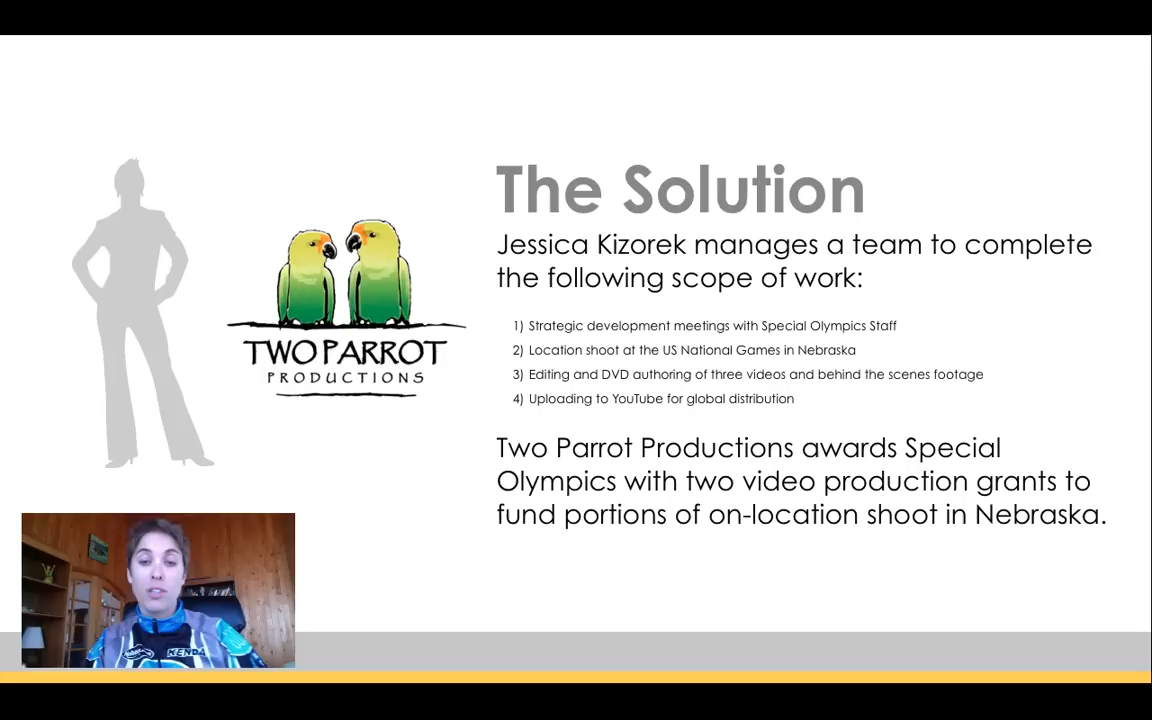 The Solution
Jessica Kizorek manages a team to complete
the following scope of work:
1) Strategic development meetings with Special Olympics Staff
2) Location shoot at the US National Games in Nebraska
3) Editing and DVD authoring of three videos and behind the scenes footage
4) Uploading to YouTube for global distribution
Two Parrot Productions awards Special
Olympics with two video production grants to
fund portions of on-location shoot in Nebraska.
TWO PARROT
PRODUCTIONS
KENDA